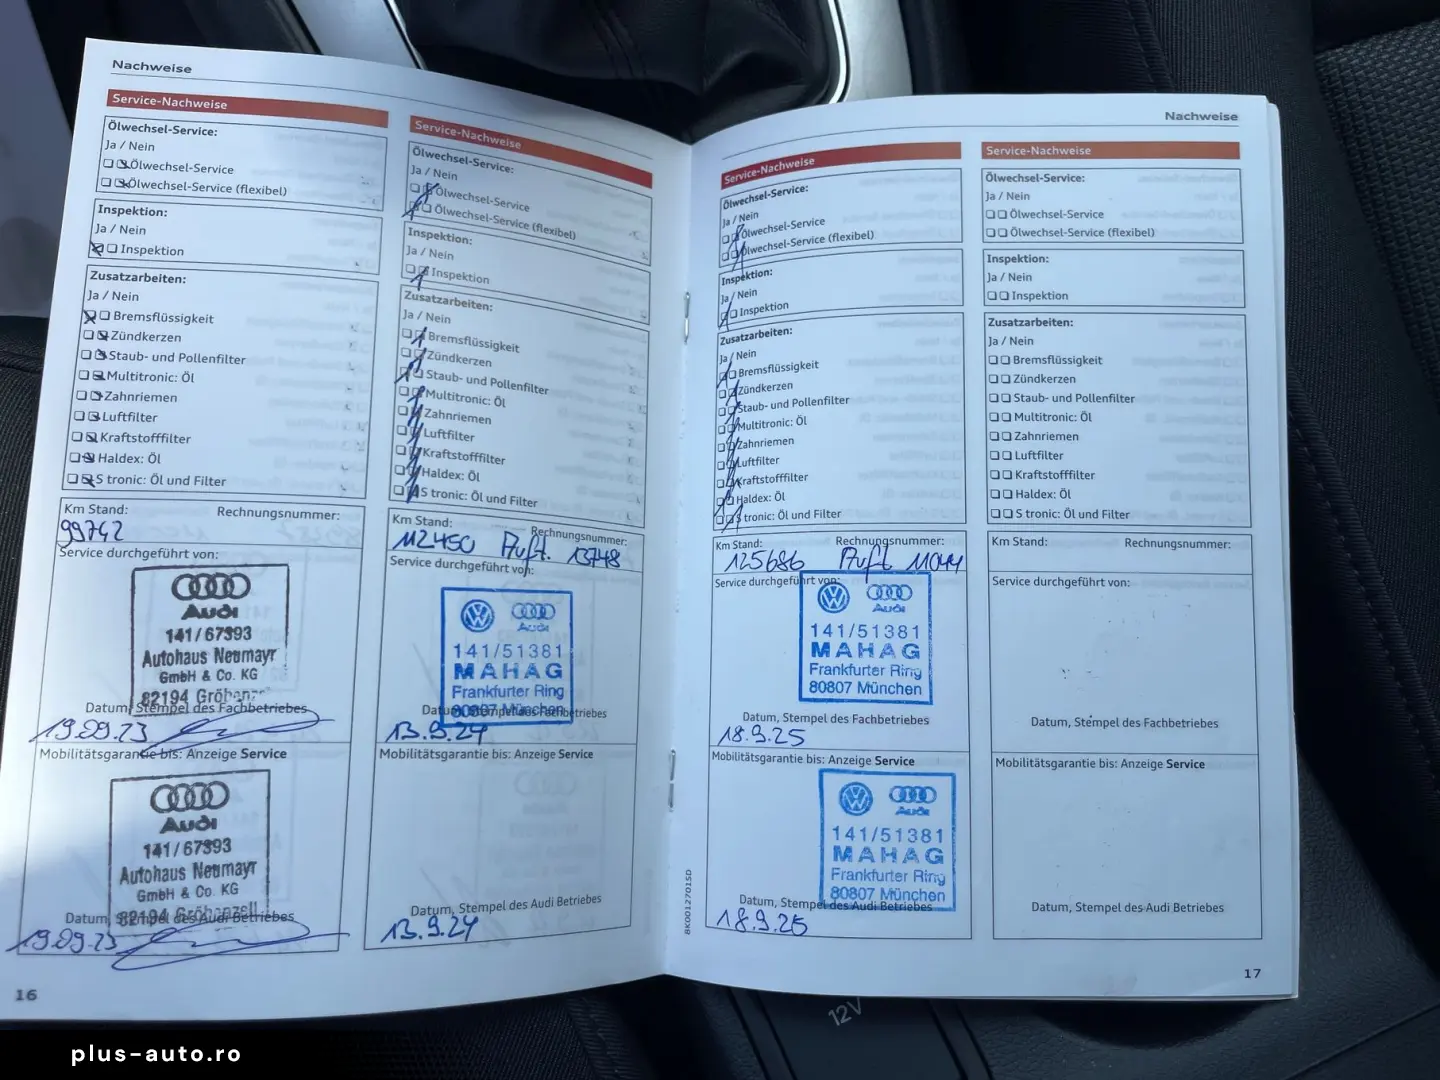 Nachweise
Service-Nachweise
Ölwechsel-Service:
Ja / Nein
Ölwechsel-Service
Ölwechsel-Service (flexibel)
Inspektion:
Ja / Nein
Inspektion
Zusatzarbeiten:
Ja / Nein
Bremsflüssigkeit
Zündkerzen
Staub- und Pollenfilter
Multitronic: Öl
Zahnriemen
Luftfilter
Kraftstofffilter
Haldex: Öl
S tronic: Öl und Filter
Km Stand: Rechnungsnummer:
99742
Service durchgeführt von:
Audi
141/67393
Autohaus Neumayr
GmbH & Co. KG
82194 Gröbenzell
Datum, Stempel des Fachbetriebes
19.09.23
Mobilitätsgarantie bis: Anzeige Service
Audi
141/67393
Autohaus Neumayr
GmbH & Co. KG
82194 Gröbenzell
Datum, Stempel des Audi Betriebes
19.09.23
16
Service-Nachweise
Ölwechsel-Service:
Ja / Nein
Ölwechsel-Service
Ölwechsel-Service (flexibel)
Inspektion:
Ja / Nein
Inspektion
Zusatzarbeiten:
Ja / Nein
Bremsflüssigkeit
Zündkerzen
Staub- und Pollenfilter
Multitronic: Öl
Zahnriemen
Luftfilter
Kraftstofffilter
Haldex: Öl
S tronic: Öl und Filter
Km Stand: Rechnungsnummer:
112450 Auft. 13748
Service durchgeführt von:
Audi
141/51381
MAHAG
Frankfurter Ring
80807 München
Datum, Stempel des Fachbetriebes
13.9.24
Mobilitätsgarantie bis: Anzeige Service
Datum, Stempel des Audi Betriebes
13.9.24
Nachweise
Service-Nachweise
Ölwechsel-Service:
Ja / Nein
Ölwechsel-Service
Ölwechsel-Service (flexibel)
Inspektion:
Ja / Nein
Inspektion
Zusatzarbeiten:
Ja / Nein
Bremsflüssigkeit
Zündkerzen
Staub- und Pollenfilter
Multitronic: Öl
Zahnriemen
Luftfilter
Kraftstofffilter
Haldex: Öl
S tronic: Öl und Filter
Km Stand: Rechnungsnummer:
125686 Auft 11044
Service durchgeführt von:
Audi
141/51381
MAHAG
Frankfurter Ring
80807 München
Datum, Stempel des Fachbetriebes
18.9.25
Mobilitätsgarantie bis: Anzeige Service
Audi
141/51381
MAHAG
Frankfurter Ring
80807 München
Datum, Stempel des Audi Betriebes
18.9.25
Service-Nachweise
Ölwechsel-Service:
Ja / Nein
Ölwechsel-Service
Ölwechsel-Service (flexibel)
Inspektion:
Ja / Nein
Inspektion
Zusatzarbeiten:
Ja / Nein
Bremsflüssigkeit
Zündkerzen
Staub- und Pollenfilter
Multitronic: Öl
Zahnriemen
Luftfilter
Kraftstofffilter
Haldex: Öl
S tronic: Öl und Filter
Km Stand: Rechnungsnummer:
Service durchgeführt von:
Datum, Stempel des Fachbetriebes
Mobilitätsgarantie bis: Anzeige Service
Datum, Stempel des Audi Betriebes
17
12V
plus-auto.ro